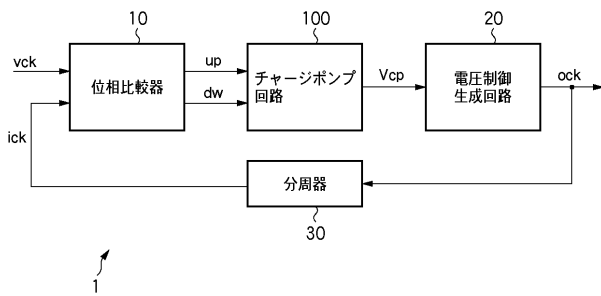 10
100
20
vck
位相比較器
up
dw
チャージポンプ
回路
Vcp
電圧制御
生成回路
ock
ick
分周器
30
1